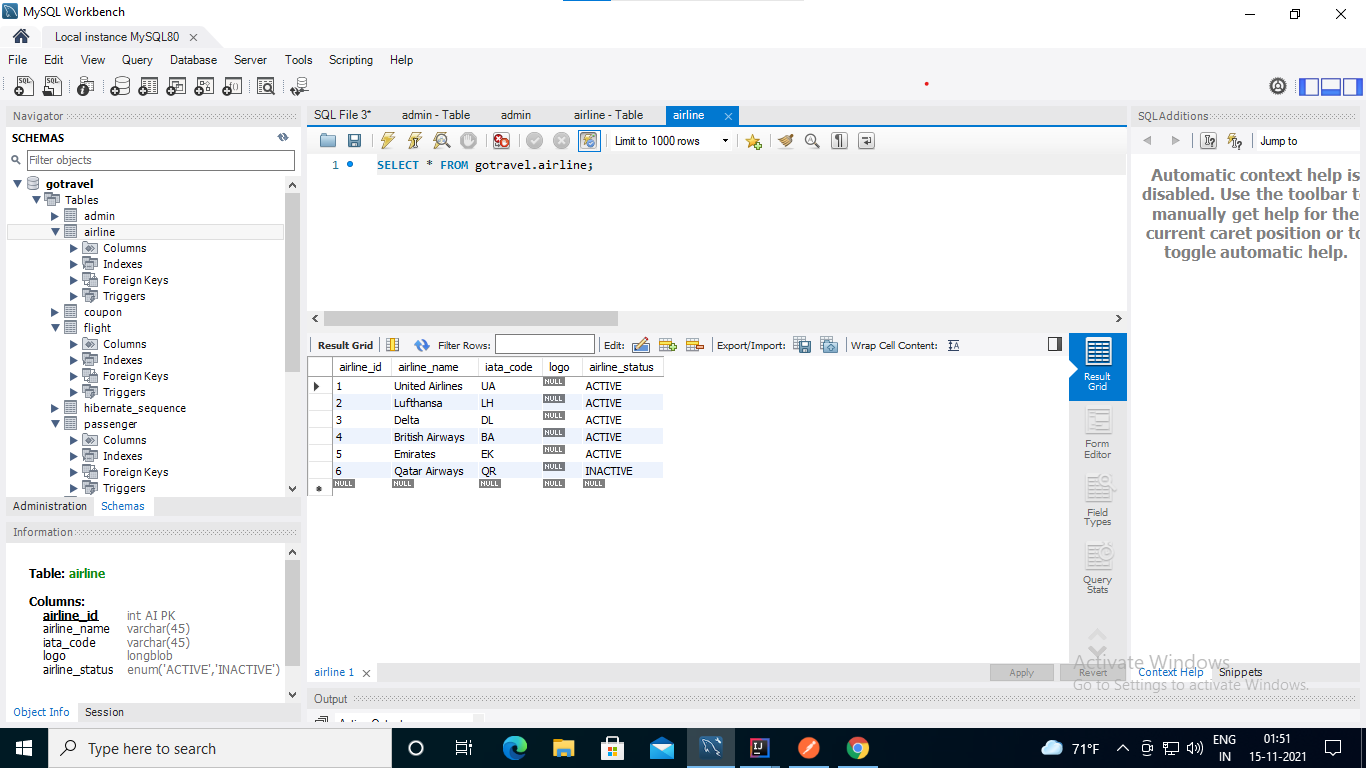 MySQL Workbench
Local instance MySQL80
File Edit View Query Database Server Tools Scripting Help
Navigator
SCHEMAS
Filter objects
gotravel
Tables
admin
airline
Columns
Indexes
Foreign Keys
Triggers
coupon
flight
Columns
Indexes
Foreign Keys
Triggers
hibernate_sequence
passenger
Columns
Indexes
Foreign Keys
Triggers
Administration Schemas
Information
Table: airline
Columns:
airline_id int AI PK
airline_name varchar(45)
iata_code varchar(45)
logo longblob
airline_status enum('ACTIVE','INACTIVE')
Object Info Session
SQL File 3* admin - Table admin airline - Table airline
Limit to 1000 rows
1 SELECT * FROM gotravel.airline;
Result Grid Filter Rows: Edit: Export/Import: Wrap Cell Content: IA
airline_id airline_name iata_code logo airline_status
1 United Airlines UA NULL ACTIVE
2 Lufthansa LH NULL ACTIVE
3 Delta DL NULL ACTIVE
4 British Airways BA NULL ACTIVE
5 Emirates EK NULL ACTIVE
6 Qatar Airways QR NULL INACTIVE
NULL NULL NULL NULL NULL
Result
Grid
Form
Editor
Field
Types
Query
Stats
airline 1
Apply Revert
Output
SQLAdditions
Jump to
Automatic context help is
disabled. Use the toolbar t
manually get help for the
current caret position or to
toggle automatic help.
Context Help Snippets
Activate Windows
Go to Settings to activate Windows.
Type here to search
71°F
ENG
IN
01:51
15-11-2021